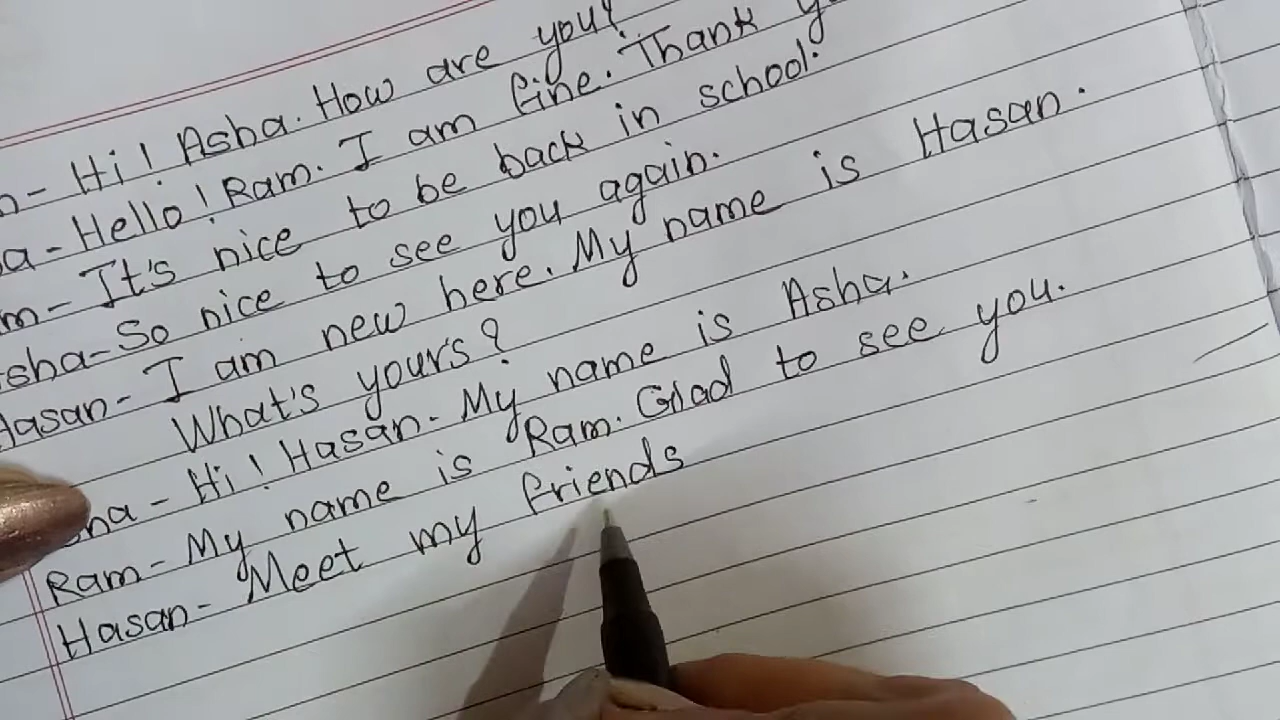 - Hi! Asha. How are you?
- Hello! Ram. I am fine. Thank
- It's nice to be back in school.
- So nice to see you again.
Hasan- I am new here. My name is Hasan.
What's yours?
- Hi! Hasan. My name is Asha.
Ram- My name is Ram. Glad to see you.
Hasan- Meet my friends